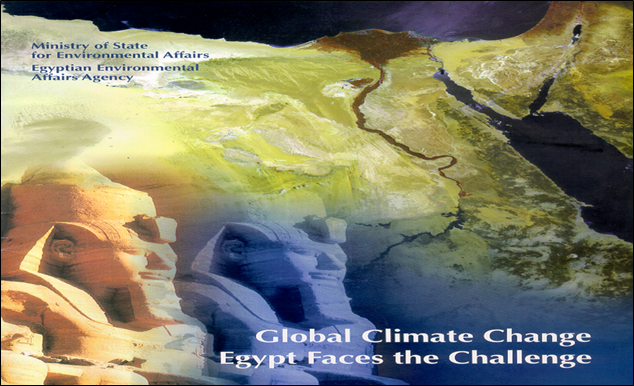 Ministry of State
for Environmental Affairs
Egyptian Environmental
Affairs Agency
Global Climate Change
Egypt Faces the Challenge